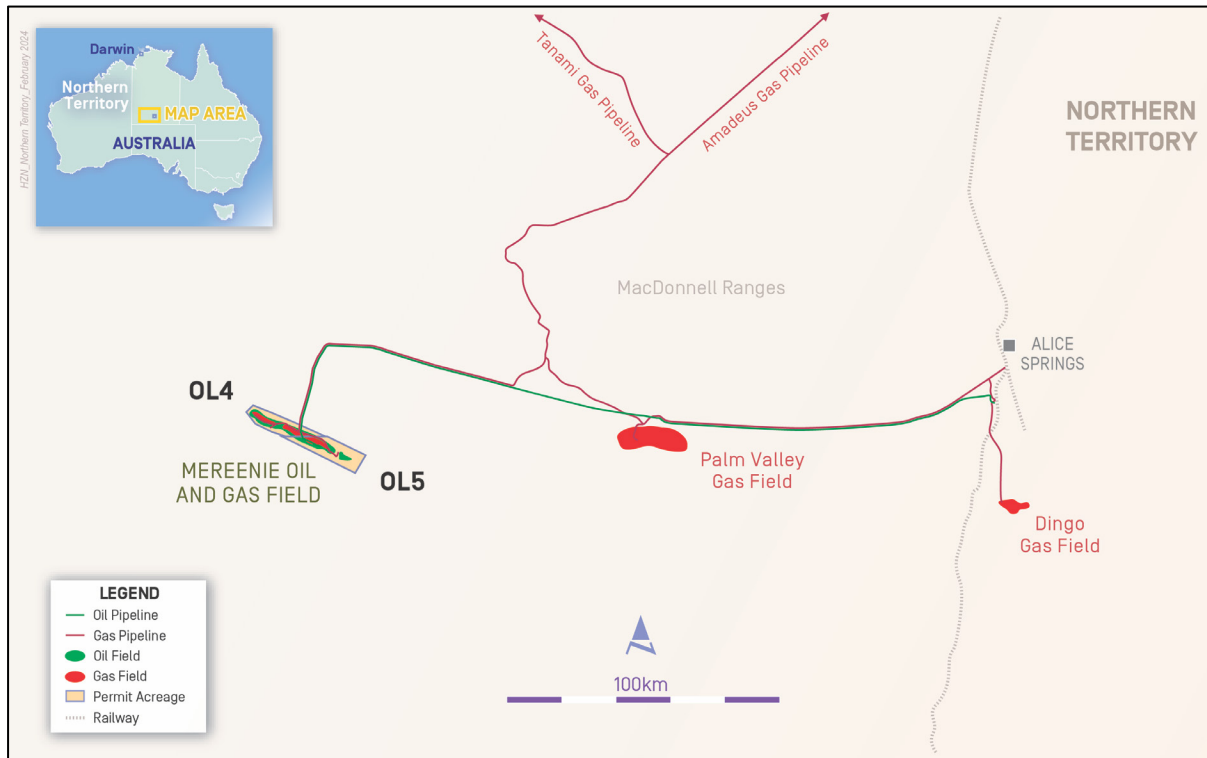 HZN_Northern Territory_February 2024
Darwin
Northern
Territory
MAP AREA
AUSTRALIA
Tanami Gas Pipeline
Amadeus Gas Pipeline
NORTHERN
TERRITORY
MacDonnell Ranges
ALICE
SPRINGS
OL4
MEREENIE OIL
AND GAS FIELD
OL5
Palm Valley
Gas Field
Dingo
Gas Field
LEGEND
Oil Pipeline
Gas Pipeline
Oil Field
Gas Field
Permit Acreage
Railway
100km